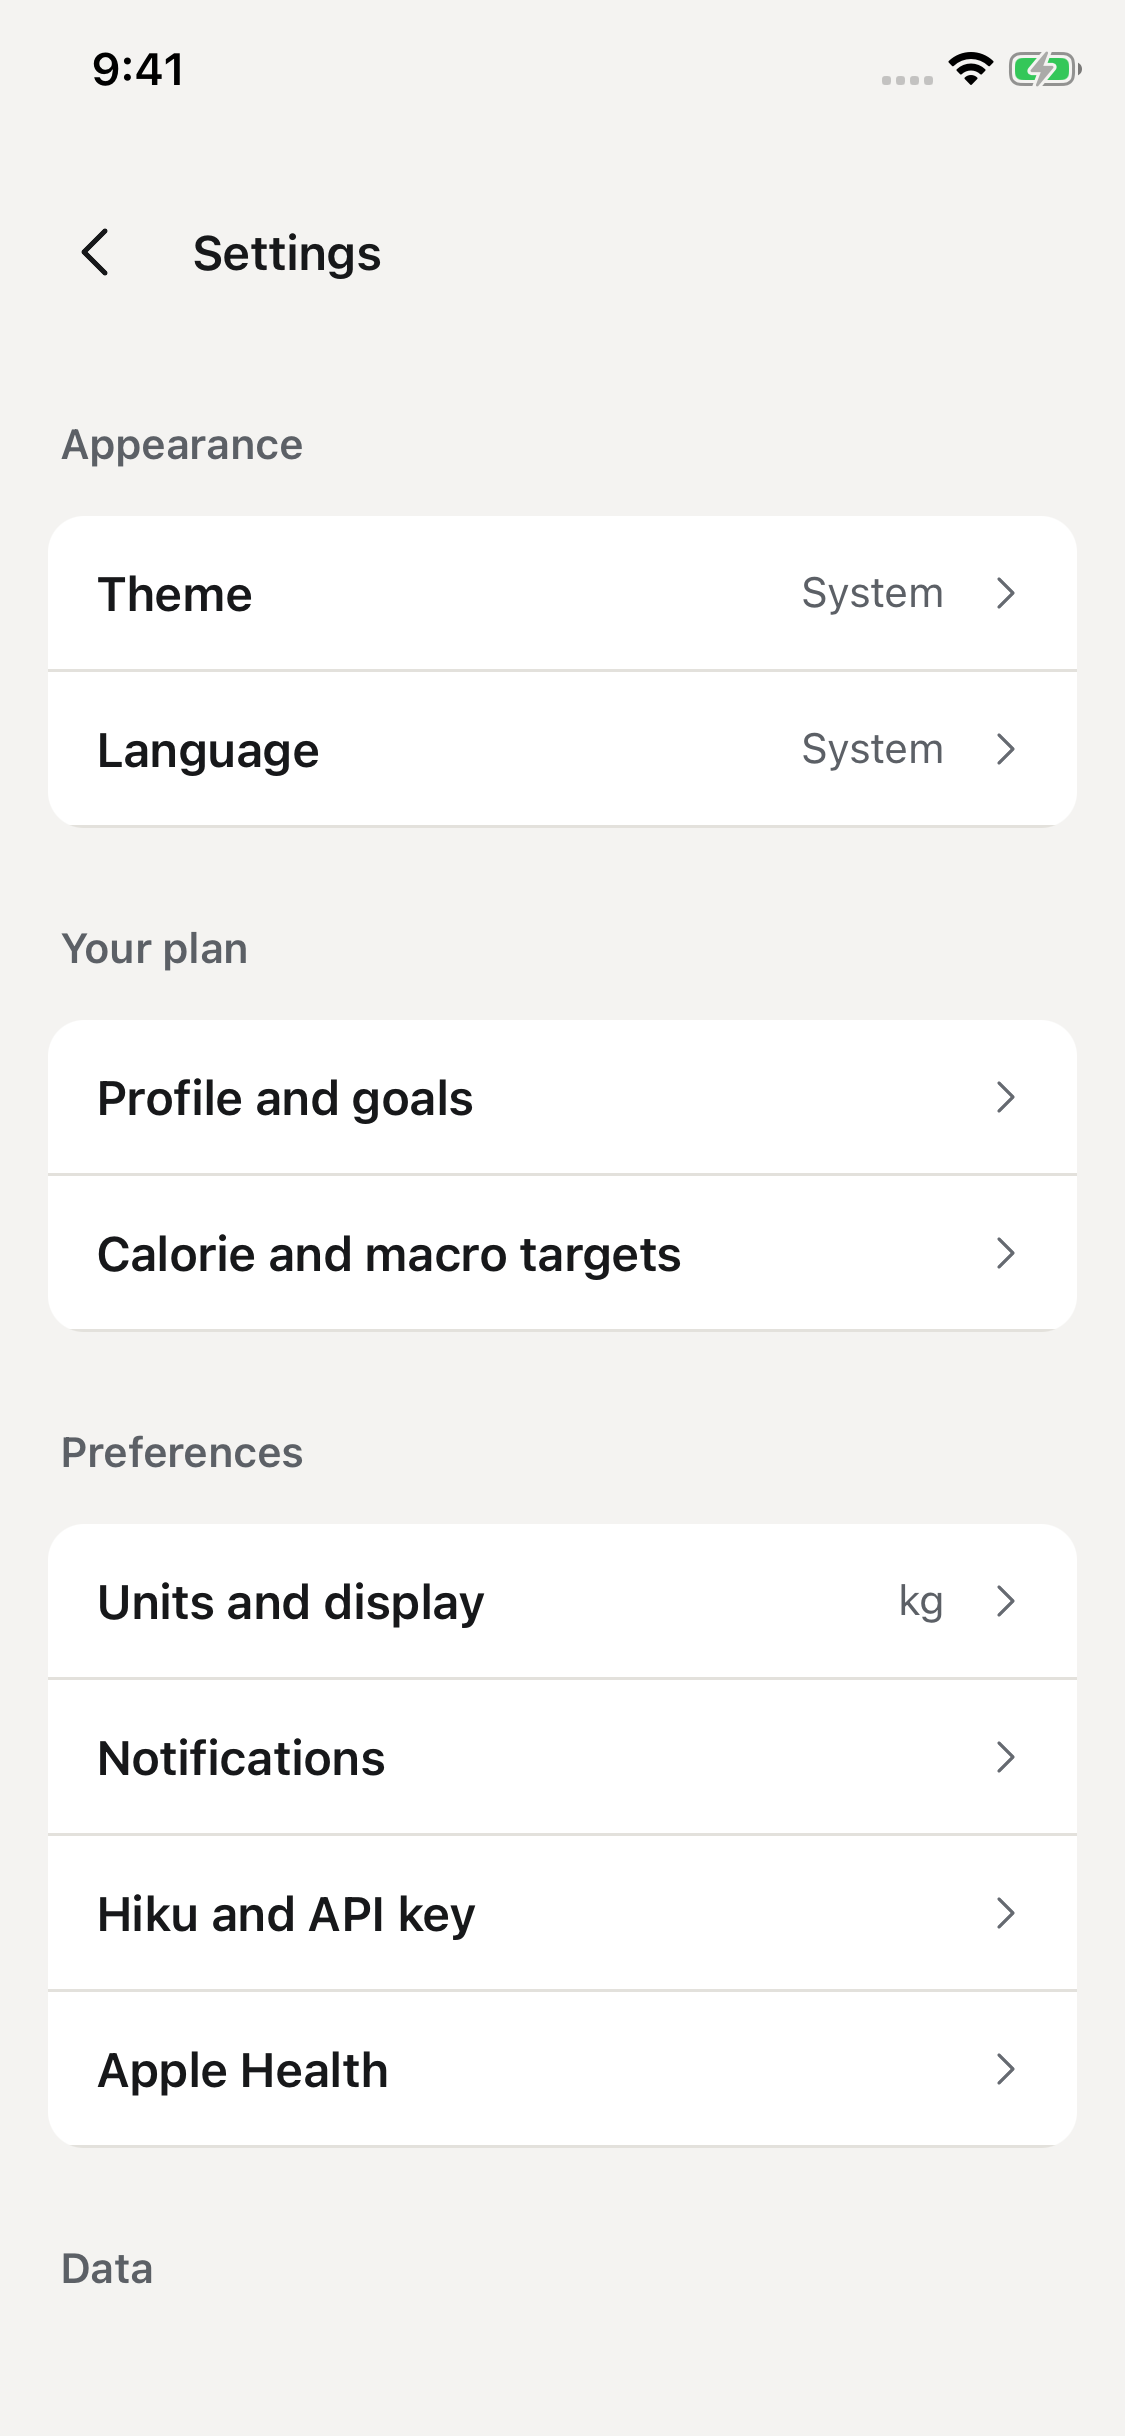 9:41
Settings
Appearance
Theme System
Language System
Your plan
Profile and goals
Calorie and macro targets
Preferences
Units and display kg
Notifications
Hiku and API key
Apple Health
Data